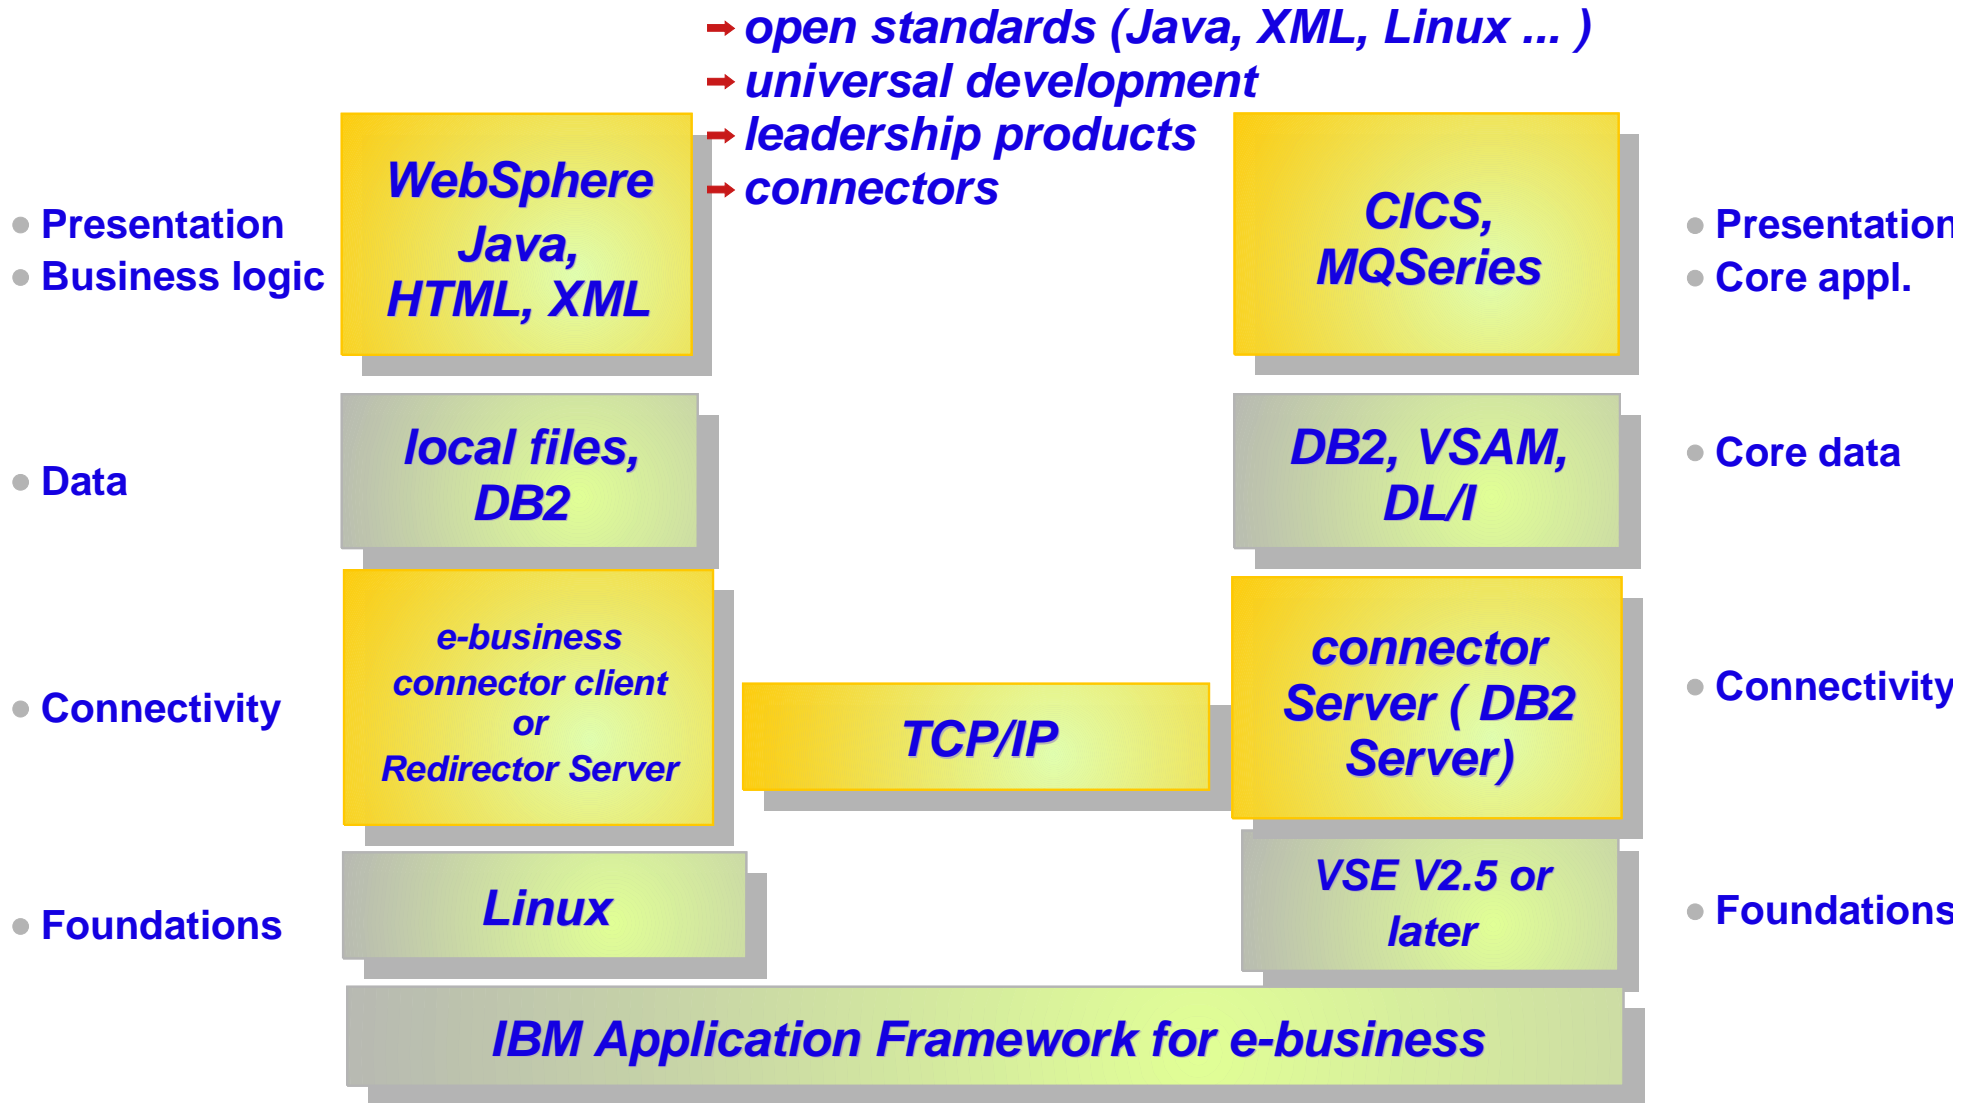 open standards (Java, XML, Linux ... )
universal development
leadership products
connectors
Presentation
Business logic
WebSphere
Java,
HTML, XML
CICS,
MQSeries
Presentation
Core appl.
Data
local files,
DB2
DB2, VSAM,
DL/I
Core data
Connectivity
e-business
connector client
or
Redirector Server
TCP/IP
connector
Server ( DB2
Server)
Connectivity
Foundations
Linux
VSE V2.5 or
later
Foundations
IBM Application Framework for e-business